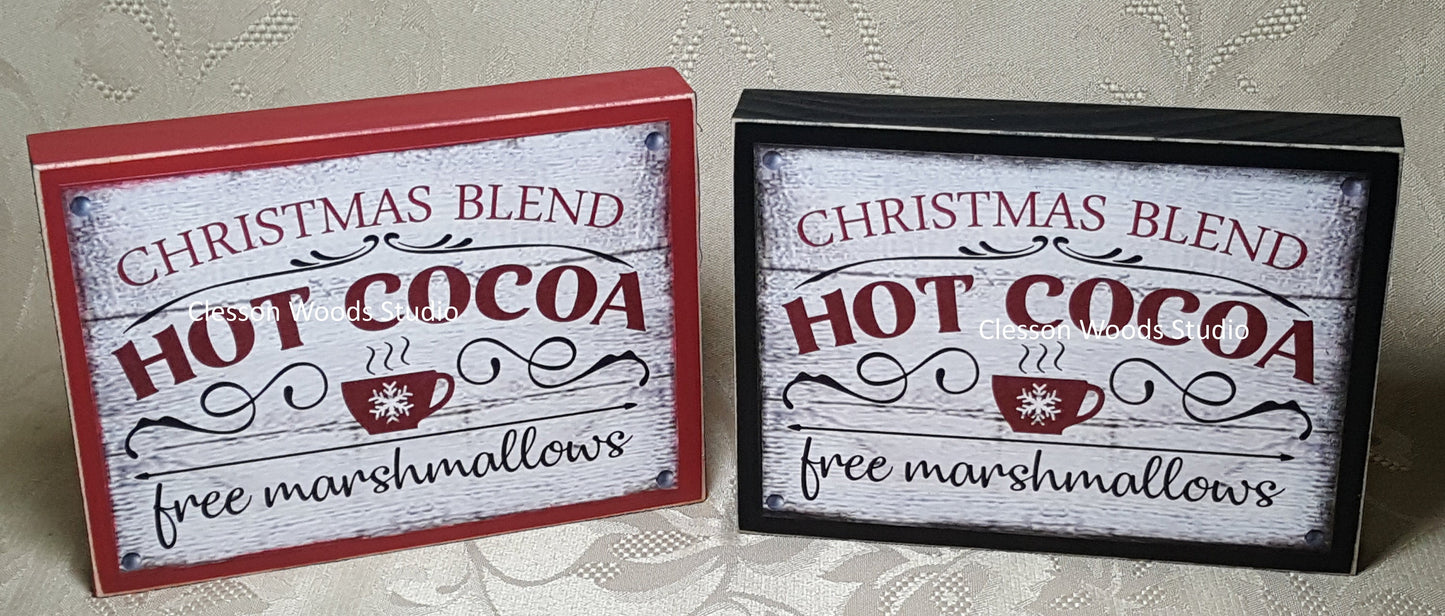 CHRISTMAS BLEND
HOT COCOA
Clesson Woods Studio
free marshmallows
CHRISTMAS BLEND
HOT COCOA
Clesson Woods Studio
free marshmallows